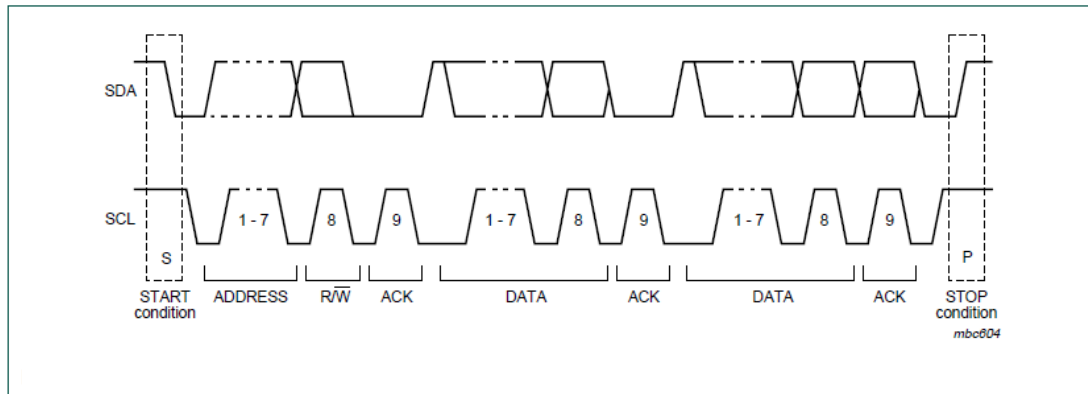 SDA
SCL
1 - 7 8 9 1 - 7 8 9 1 - 7 8 9
S P
START condition ADDRESS R/W̅ ACK DATA ACK DATA ACK STOP condition
mbc604